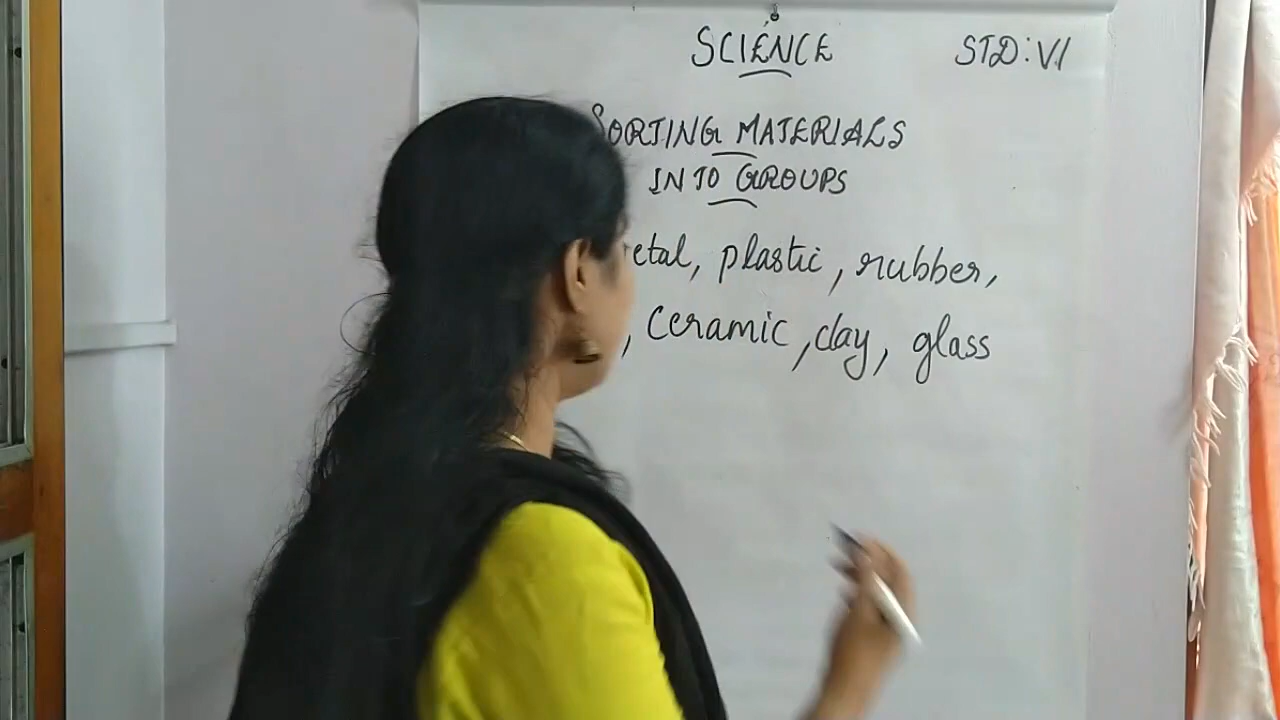 SCIENCE STD: VI
SORTING MATERIALS
INTO GROUPS
etal, plastic, rubber,
, ceramic, clay, glass